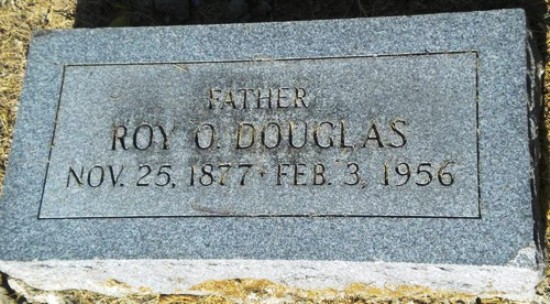 FATHER
ROY O. DOUGLAS
NOV. 25, 1877 · FEB. 3, 1956